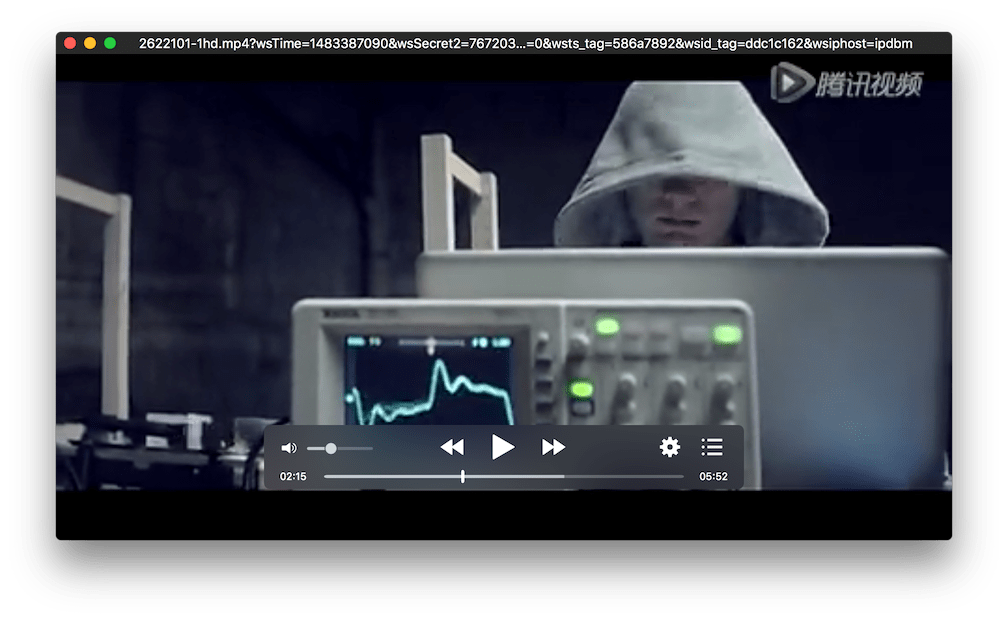 2622101-1hd.mp4?wsTime=1483387090&wsSecret2=767203...=0&wsts_tag=586a7892&wsid_tag=ddc1c162&wsiphost=ipdbm
腾讯视频
02:15
05:52